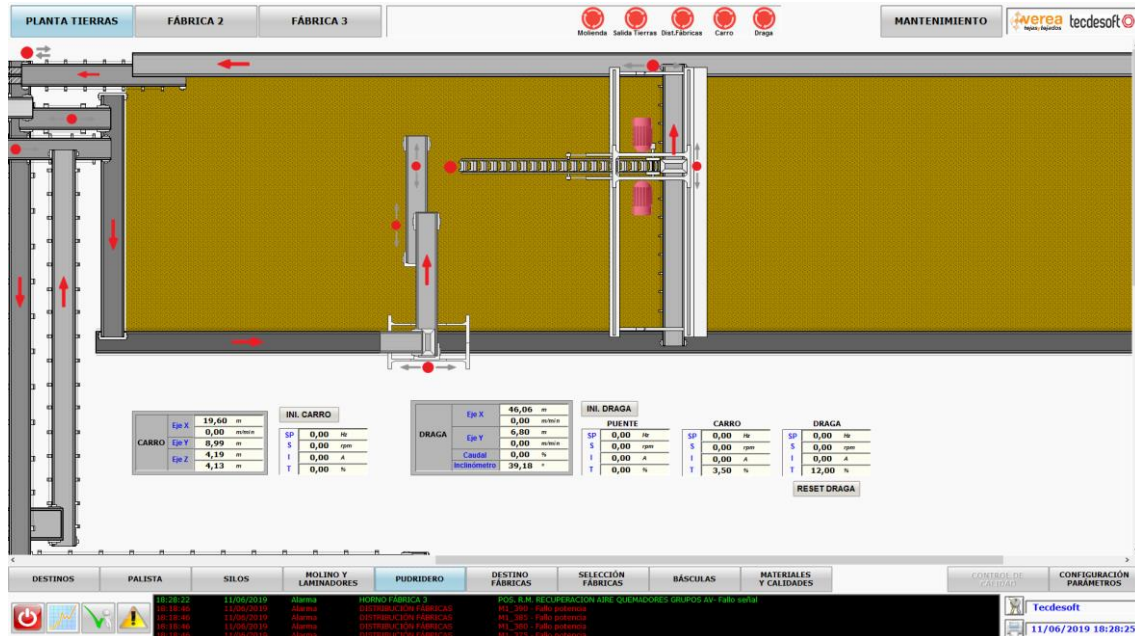 PLANTA TIERRAS FÁBRICA 2 FÁBRICA 3 MANTENIMIENTO verea tecdesoft
tejas y tejados
Molienda Salida Tierras Dist.Fábricas Carro Draga
CARRO
Eje X 19,60 m
0,00 m/min
Eje Y 8,99 m
Eje Z 4,19 m
4,13 m
INI. CARRO
SP 0,00 Hz
S 0,00 rpm
I 0,00 A
T 0,00 %
DRAGA
Eje X 46,06 m
0,00 m/min
Eje Y 6,80 m
0,00 m/min
Caudal 0,00 %
Inclinómetro 39,18 °
INI. DRAGA
PUENTE
SP 0,00 Hz
S 0,00 rpm
I 0,00 A
T 0,00 %
CARRO
SP 0,00 Hz
S 0,00 rpm
I 0,00 A
T 3,50 %
DRAGA
SP 0,00 Hz
S 0,00 rpm
I 0,00 A
T 12,00 %
RESET DRAGA
DESTINOS PALISTA SILOS MOLINO Y LAMINADORES PUDRIDERO DESTINO FÁBRICAS SELECCIÓN FÁBRICAS BÁSCULAS MATERIALES Y CALIDADES CONTROL DE CALIDAD CONFIGURACIÓN PARÁMETROS
18:28:22 11/06/2019 Alarma HORNO FÁBRICA 3 POS. R.M. RECUPERACION AIRE QUEMADORES GRUPOS AV- Fallo señal
18:18:46 11/06/2019 Alarma DISTRIBUCIÓN FÁBRICAS M1_390 - Fallo potencia
18:18:46 11/06/2019 Alarma DISTRIBUCIÓN FÁBRICAS M1_385 - Fallo potencia
18:18:46 11/06/2019 Alarma DISTRIBUCIÓN FÁBRICAS M1_380 - Fallo potencia
Tecdesoft
11/06/2019 18:28:25